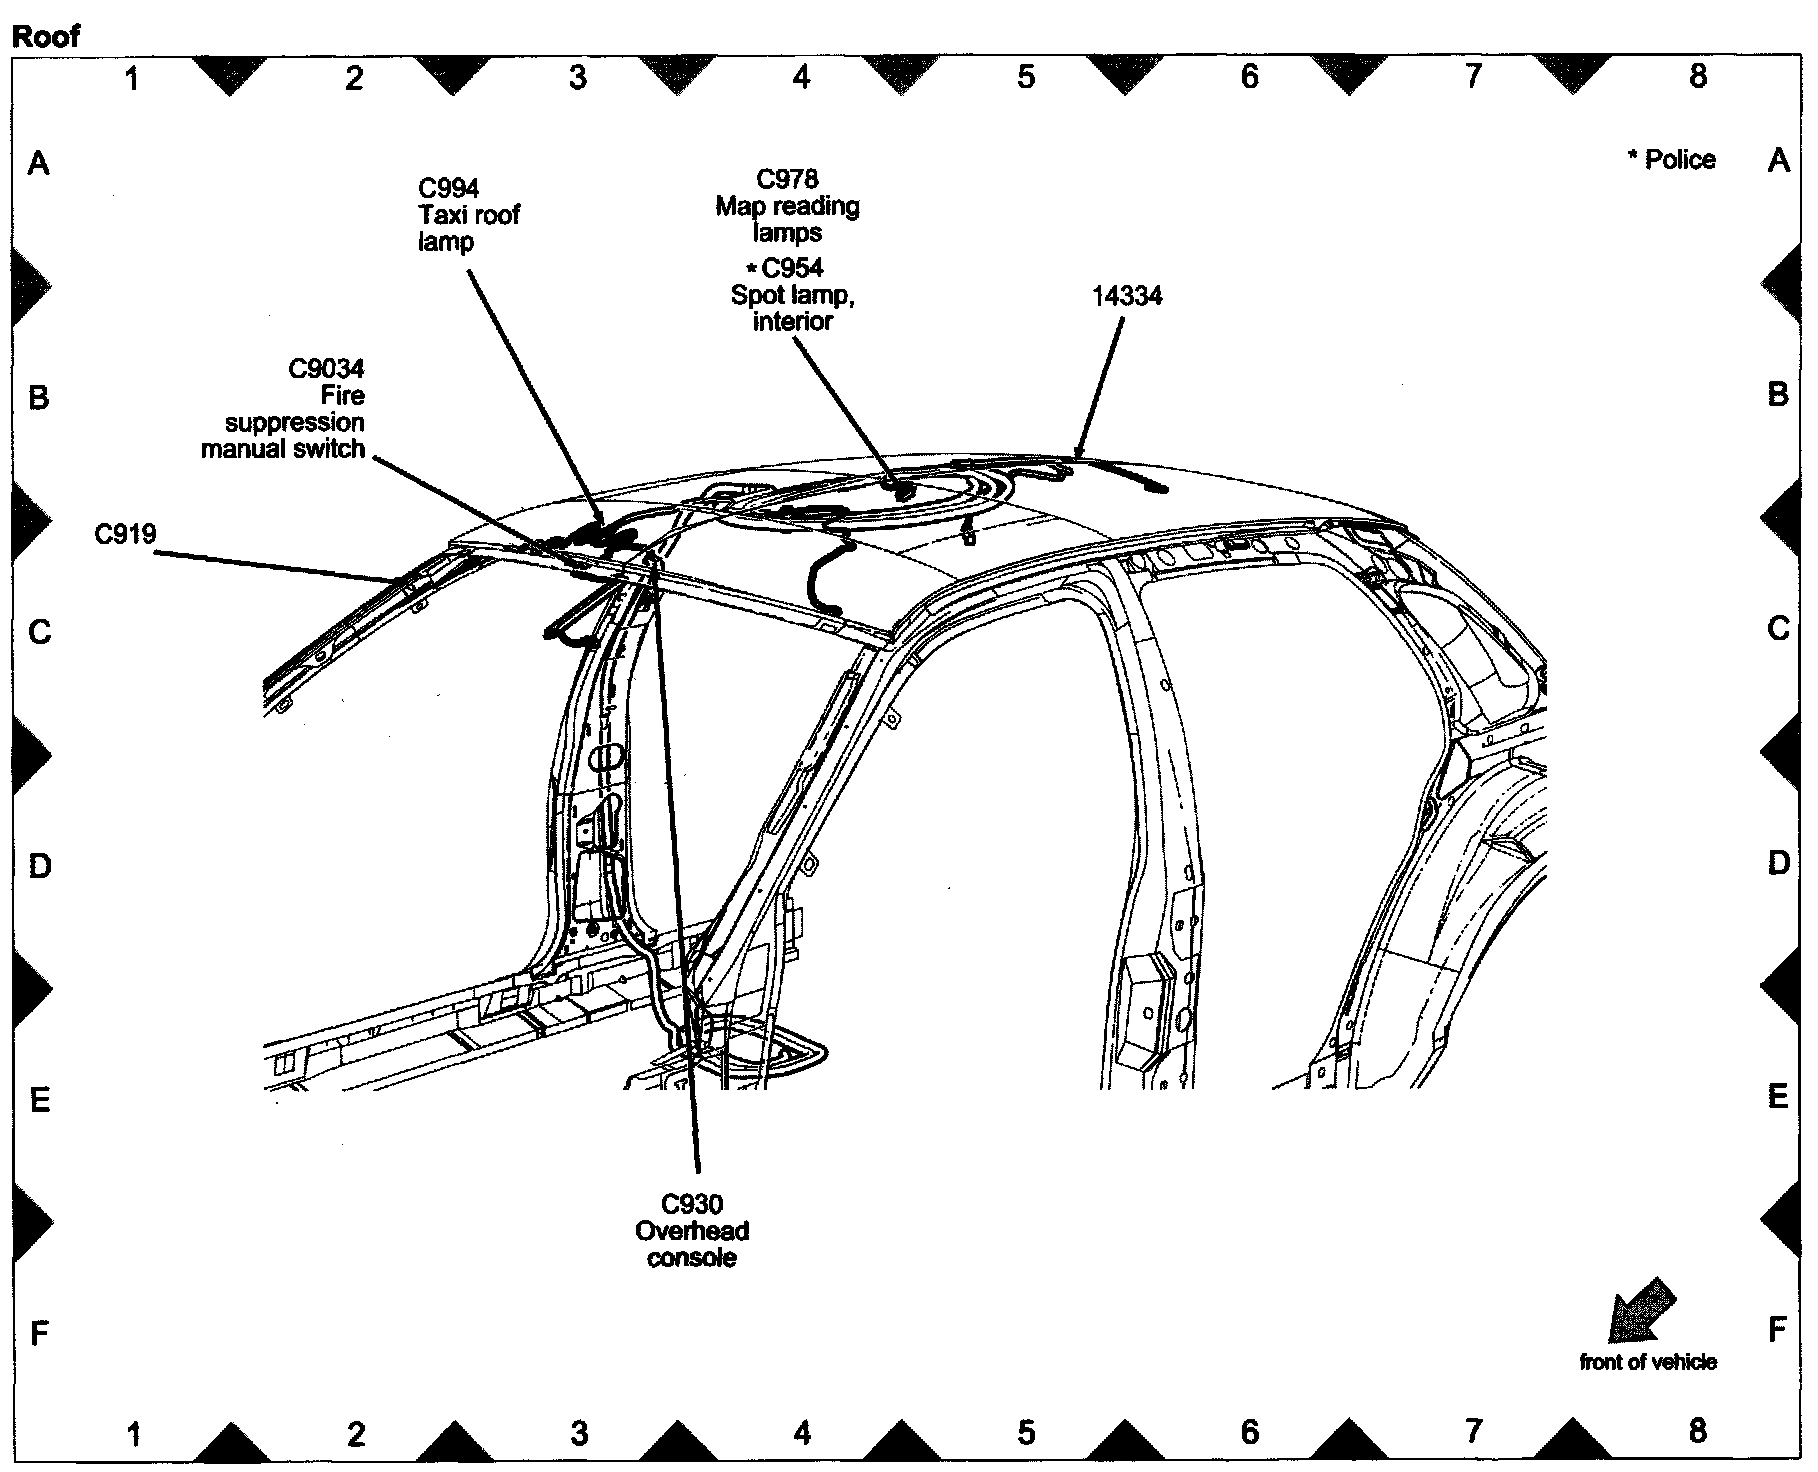 Roof
1 2 3 4 5 6 7 8
A A
* Police
C994
Taxi roof
lamp
C978
Map reading
lamps
* C954
Spot lamp,
interior
14334
C9034
Fire
suppression
manual switch
B B
C919
C C
D D
E E
C930
Overhead
console
F F
front of vehicle
1 2 3 4 5 6 7 8